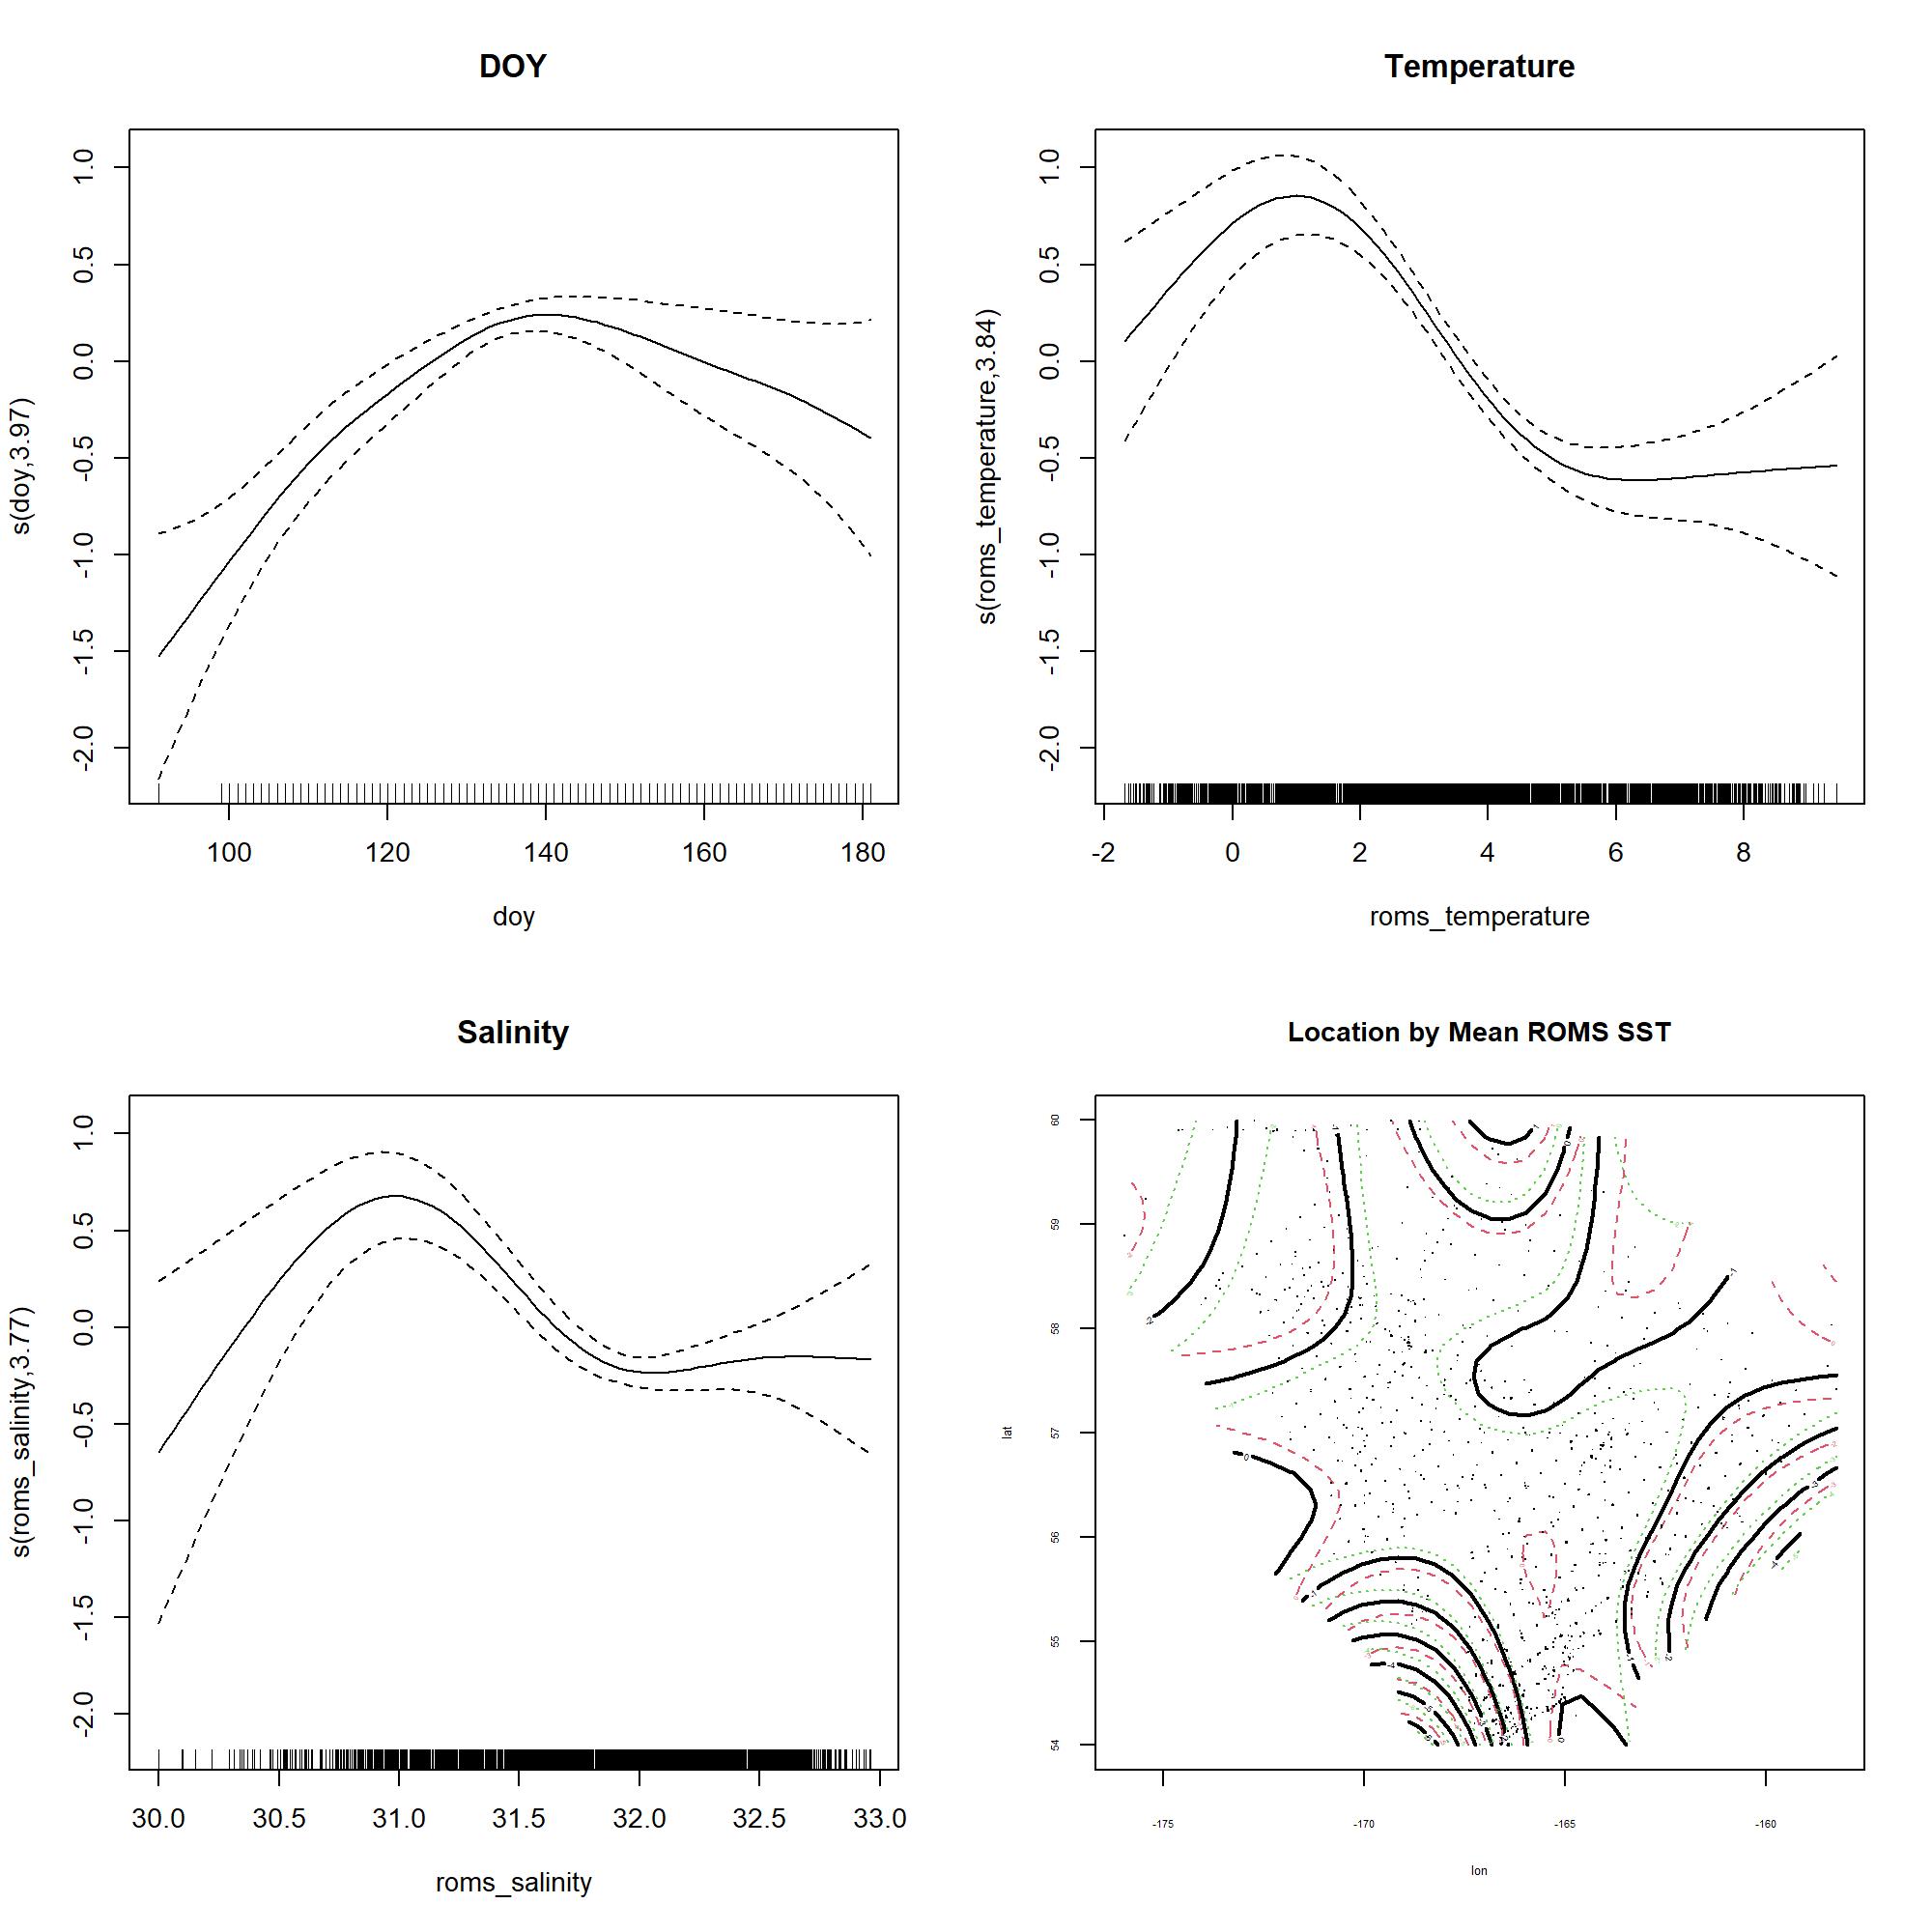 DOY
s(doy,3.97)
1.0
0.5
0.0
-0.5
-1.0
-1.5
-2.0
100 120 140 160 180
doy
Temperature
s(roms_temperature,3.84)
1.0
0.5
0.0
-0.5
-1.0
-1.5
-2.0
-2 0 2 4 6 8
roms_temperature
Salinity
s(roms_salinity,3.77)
1.0
0.5
0.0
-0.5
-1.0
-1.5
-2.0
30.0 30.5 31.0 31.5 32.0 32.5 33.0
roms_salinity
Location by Mean ROMS SST
lat
60
59
58
57
56
55
54
-175 -170 -165 -160
lon